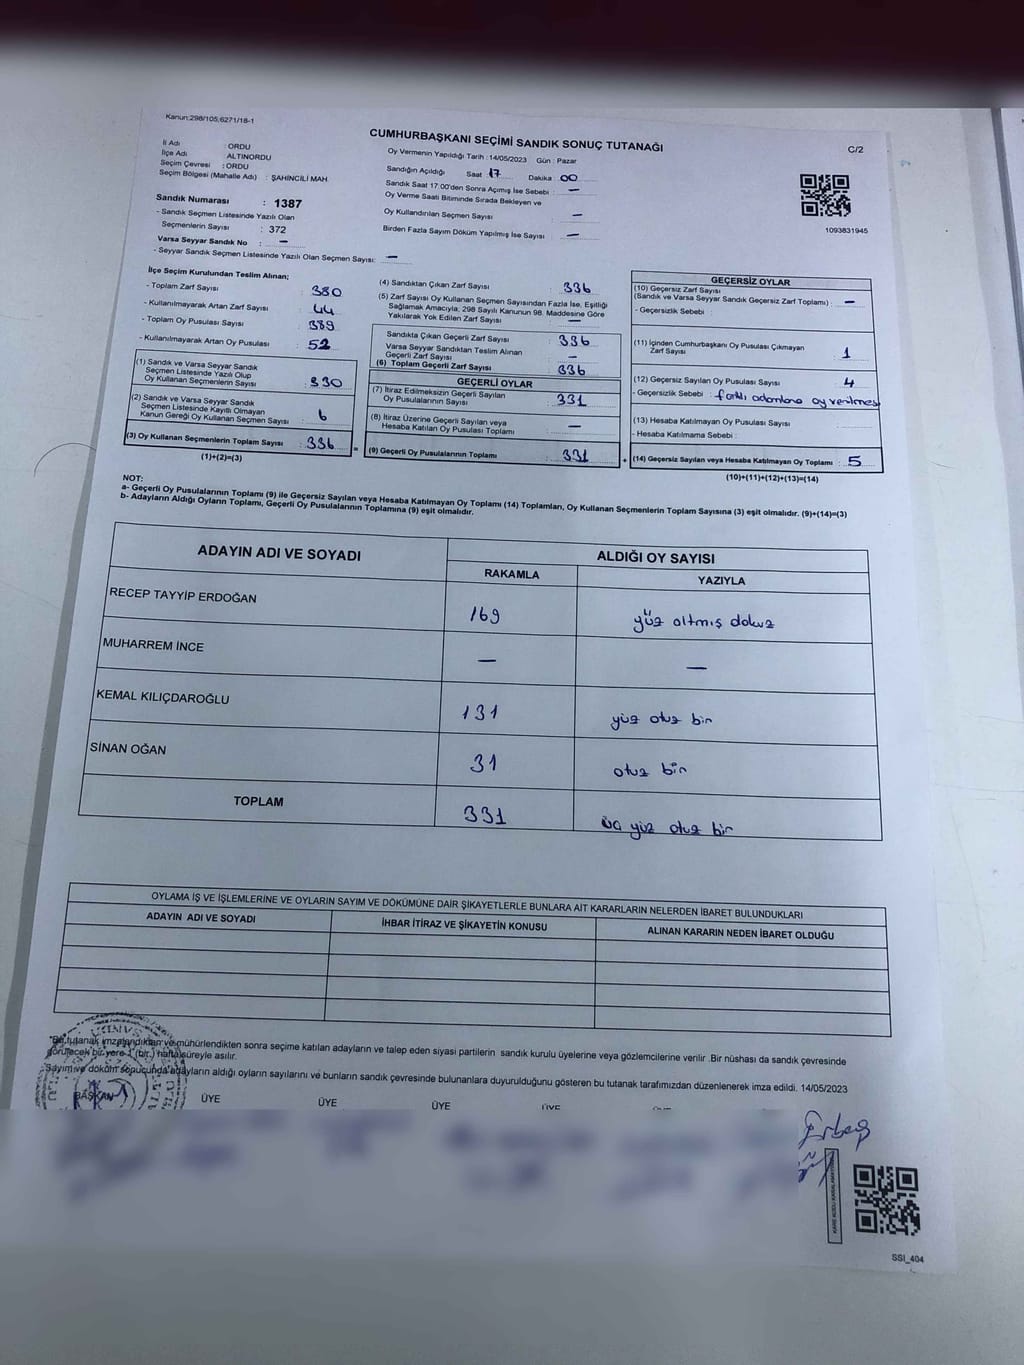 Kanun:298/105,6271/18-1
CUMHURBAŞKANI SEÇİMİ SANDIK SONUÇ TUTANAĞI
C/2
İl Adı : ORDU
İlçe Adı : ALTINORDU
Seçim Çevresi : ORDU
Seçim Bölgesi (Mahalle Adı) : ŞAHİNCİLİ MAH.
Sandık Numarası : 1387
- Sandık Seçmen Listesinde Yazılı Olan
Seçmenlerin Sayısı : 372
Varsa Seyyar Sandık No : —
- Seyyar Sandık Seçmen Listesinde Yazılı Olan Seçmen Sayısı: —
Oy Vermenin Yapıldığı Tarih : 14/05/2023 Gün : Pazar
Sandığın Açıldığı Saat : 17 Dakika : 00
Sandık Saat 17:00'den Sonra Açılmış İse Sebebi : —
Oy Verme Saati Bitiminde Sırada Bekleyen ve
Oy Kullandırılan Seçmen Sayısı —
Birden Fazla Sayım Döküm Yapılmış İse Sayısı : —
1093831945
İlçe Seçim Kurulundan Teslim Alınan;
- Toplam Zarf Sayısı : 380
- Kullanılmayarak Artan Zarf Sayısı : 44
- Toplam Oy Pusulası Sayısı : 389
- Kullanılmayarak Artan Oy Pusulası : 52
(1) Sandık ve Varsa Seyyar Sandık
Seçmen Listesinde Yazılı Olup
Oy Kullanan Seçmenlerin Sayısı : 330
(2) Sandık ve Varsa Seyyar Sandık
Seçmen Listesinde Kayıtlı Olmayan
Kanun Gereği Oy Kullanan Seçmen Sayısı : 6
(3) Oy Kullanan Seçmenlerin Toplam Sayısı : 336
(1)+(2)=(3)
(4) Sandıktan Çıkan Zarf Sayısı : 336
(5) Zarf Sayısı Oy Kullanan Seçmen Sayısından Fazla İse, Eşitliği
Sağlamak Amacıyla; 298 Sayılı Kanunun 98. Maddesine Göre
Yakılarak Yok Edilen Zarf Sayısı : —
Sandıkta Çıkan Geçerli Zarf Sayısı : 336
Varsa Seyyar Sandıktan Teslim Alınan
Geçerli Zarf Sayısı : —
(6) Toplam Geçerli Zarf Sayısı : 336
GEÇERLİ OYLAR
(7) İtiraz Edilmeksizin Geçerli Sayılan
Oy Pusulalarının Sayısı : 331
(8) İtiraz Üzerine Geçerli Sayılan veya
Hesaba Katılan Oy Pusulası Toplamı : —
(9) Geçerli Oy Pusulalarının Toplamı : 331
GEÇERSİZ OYLAR
(10) Geçersiz Zarf Sayısı
(Sandık ve Varsa Seyyar Sandık Geçersiz Zarf Toplamı) : —
- Geçersizlik Sebebi :
(11) İçinden Cumhurbaşkanı Oy Pusulası Çıkmayan
Zarf Sayısı : 1
(12) Geçersiz Sayılan Oy Pusulası Sayısı : 4
- Geçersizlik Sebebi : farklı adamlara oy verilmesi
(13) Hesaba Katılmayan Oy Pusulası Sayısı :
- Hesaba Katılmama Sebebi :
(14) Geçersiz Sayılan veya Hesaba Katılmayan Oy Toplamı : 5
(10)+(11)+(12)+(13)=(14)
NOT:
a- Geçerli Oy Pusulalarının Toplamı (9) ile Geçersiz Sayılan veya Hesaba Katılmayan Oy Toplamı (14) Toplamları, Oy Kullanan Seçmenlerin Toplam Sayısına (3) eşit olmalıdır. (9)+(14)=(3)
b- Adayların Aldığı Oyların Toplamı, Geçerli Oy Pusulalarının Toplamına (9) eşit olmalıdır.
ADAYIN ADI VE SOYADI
ALDIĞI OY SAYISI
RAKAMLA YAZIYLA
RECEP TAYYİP ERDOĞAN 169 yüz altmış dokuz
MUHARREM İNCE — —
KEMAL KILIÇDAROĞLU 131 yüz otuz bir
SİNAN OĞAN 31 otuz bir
TOPLAM 331 üç yüz otuz bir
OYLAMA İŞ VE İŞLEMLERİNE VE OYLARIN SAYIM VE DÖKÜMÜNE DAİR ŞİKAYETLERLE BUNLARA AİT KARARLARIN NELERDEN İBARET BULUNDUKLARI
ADAYIN ADI VE SOYADI İHBAR İTİRAZ VE ŞİKAYETİN KONUSU ALINAN KARARIN NEDEN İBARET OLDUĞU
*Bu tutanak imzalandıktan ve mühürlendikten sonra seçime katılan adayların ve talep eden siyasi partilerin sandık kurulu üyelerine veya gözlemcilerine verilir. Bir nüshası da sandık çevresinde
görülecek bir yere 1 (bir) hafta süreyle asılır.
Sayım ve döküm sonucunda adayların aldığı oyların sayılarını ve bunların sandık çevresinde bulunanlara duyurulduğunu gösteren bu tutanak tarafımızdan düzenlenerek imza edildi. 14/05/2023
BAŞKAN ÜYE ÜYE ÜYE ÜYE
SSI_404